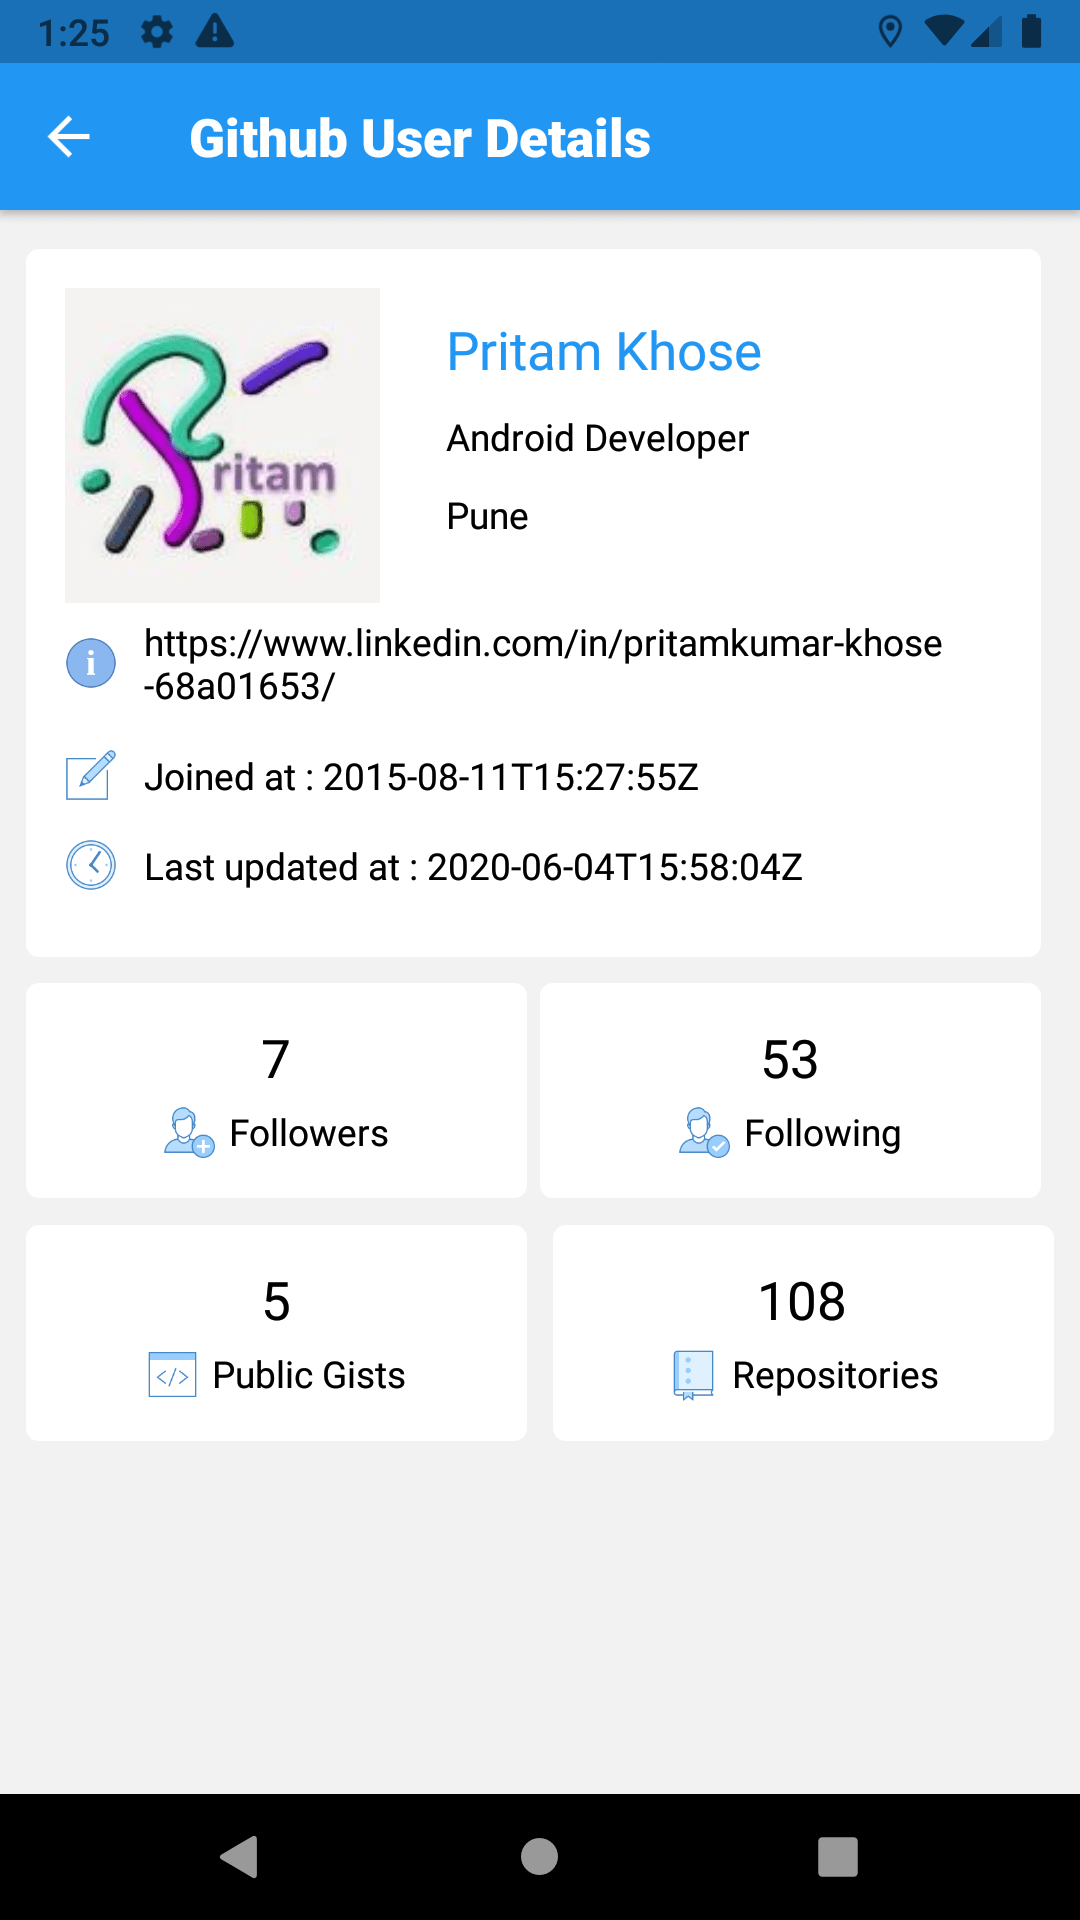 1:25
Github User Details
ritam
Pritam Khose
Android Developer
Pune
i
https://www.linkedin.com/in/pritamkumar-khose
-68a01653/
Joined at : 2015-08-11T15:27:55Z
Last updated at : 2020-06-04T15:58:04Z
7
53
Followers
Following
5
108
</> Public Gists
Repositories